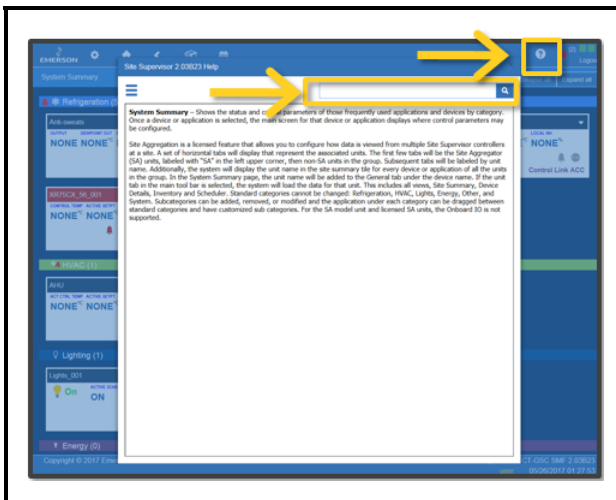 EMERSON
Logou
Site Supervisor 2.03B23 Help
System Summary
Expand all
System Summary – Shows the status and control parameters of those frequently used applications and devices by category.
Once a device or application is selected, the main screen for that device or application displays where control parameters may
be configured.
Site Aggregation is a licensed feature that allows you to configure how data is viewed from multiple Site Supervisor controllers
at a site. A set of horizontal tabs will display that represent the associated units. The first few tabs will be the Site Aggregator
(SA) units, labeled with "SA" in the left upper corner, then non-SA units in the group. Subsequent tabs will be labeled by unit
name. Additionally, the system will display the unit name in the site summary tile for every device or application of all the units
in the group. In the System Summary page, the unit name will be added to the General tab under the device name. If the unit
tab in the main tool bar is selected, the system will load the data for that unit. This includes all views, Site Summary, Device
Details, Inventory and Scheduler. Standard categories cannot be changed: Refrigeration, HVAC, Lights, Energy, Other, and
System. Subcategories can be added, removed, or modified and the application under each category can be dragged between
standard categories and have customized sub categories. For the SA model unit and licensed SA units, the Onboard IO is not
supported.
Refrigeration (5
Anti-sweats
OUTPUT
NONE NONE
LOCAL RH
NONE
Control Link ACC
XR75CX_56_001
CONTROL TEMP ACTIVE SETPT
NONE °C NONE °C
HVAC (1)
AHU
ACT CTRL TEMP ACTIVE SETPT
NONE °C NONE °C
Lighting (1)
Lights_001
On
ON
Energy (0)
Copyright © 2017 Emer
CT-GSC SIMF 2.03B23
05/26/2017 01:27:53